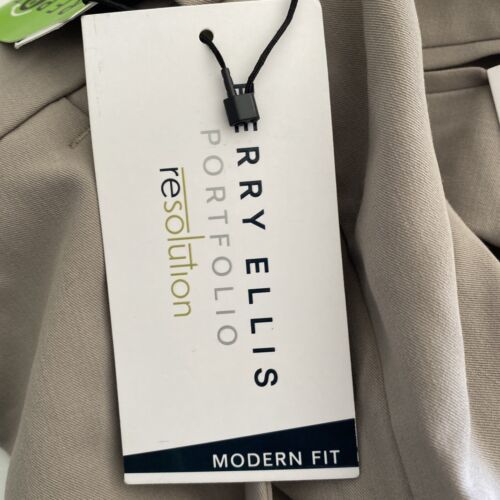 ERRY ELLIS
PORTFOLIO
resolution
MODERN FIT